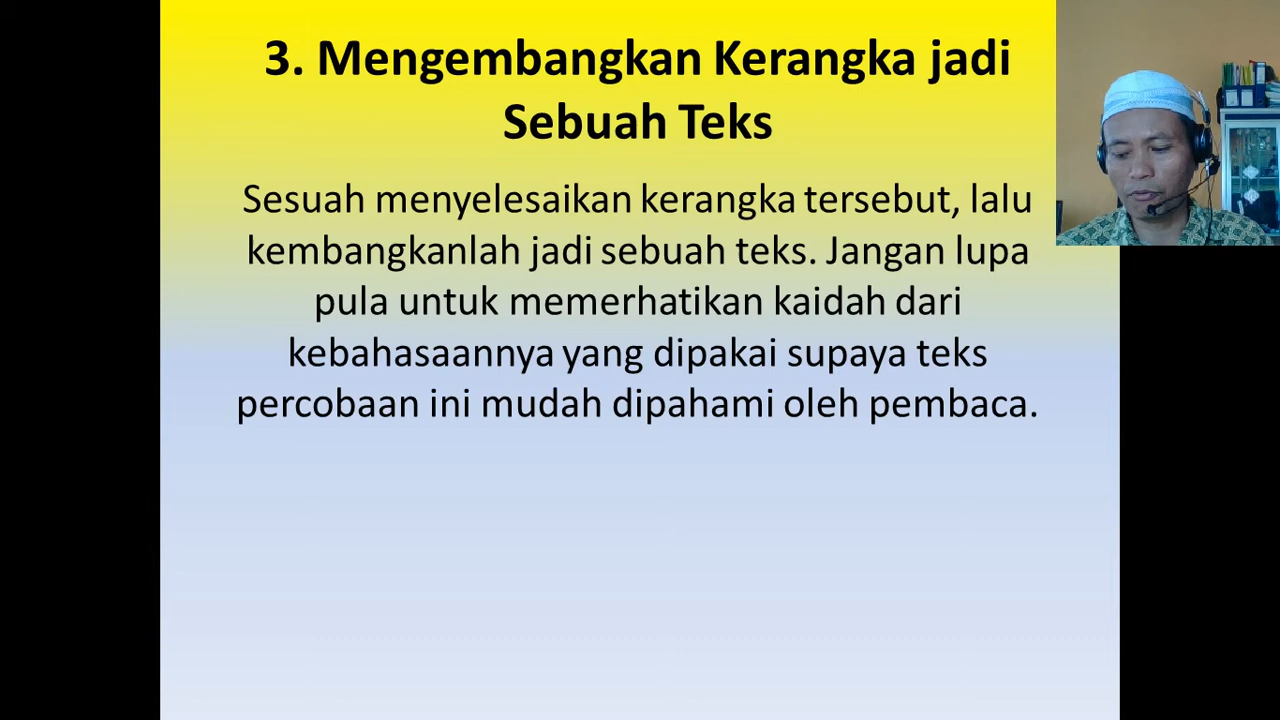 3. Mengembangkan Kerangka jadi
Sebuah Teks
Sesuah menyelesaikan kerangka tersebut, lalu
kembangkanlah jadi sebuah teks. Jangan lupa
pula untuk memerhatikan kaidah dari
kebahasaannya yang dipakai supaya teks
percobaan ini mudah dipahami oleh pembaca.